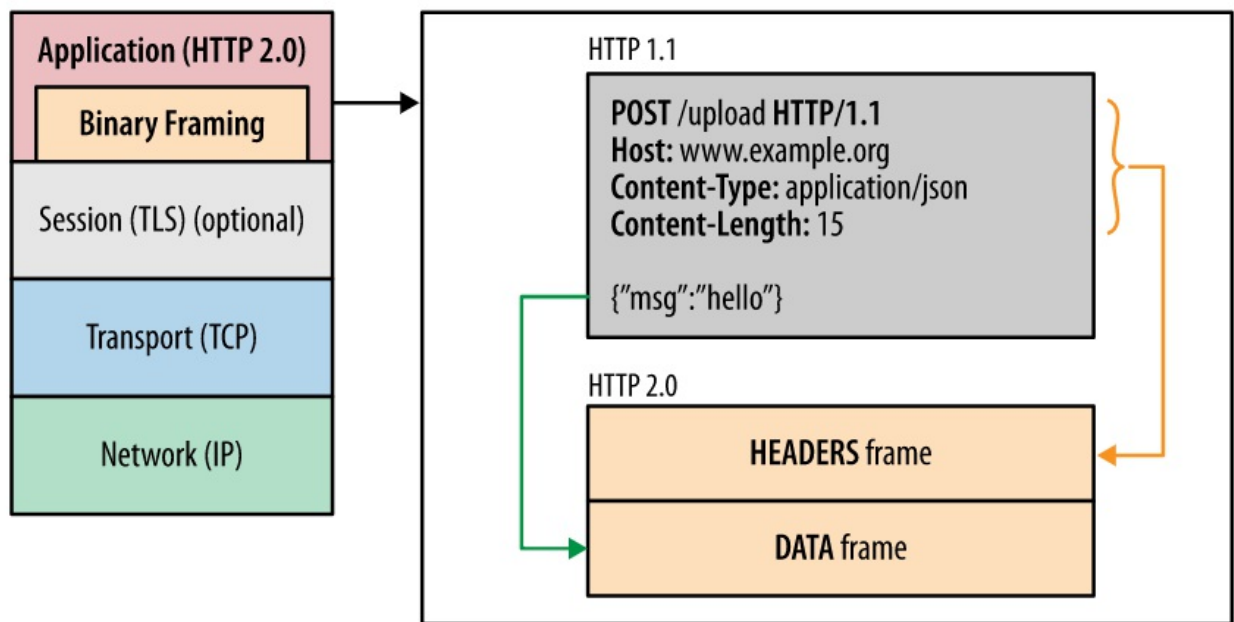 Application (HTTP 2.0)
Binary Framing
Session (TLS) (optional)
Transport (TCP)
Network (IP)
HTTP 1.1
POST /upload HTTP/1.1
Host: www.example.org
Content-Type: application/json
Content-Length: 15
{”msg”:”hello”}
HTTP 2.0
HEADERS frame
DATA frame